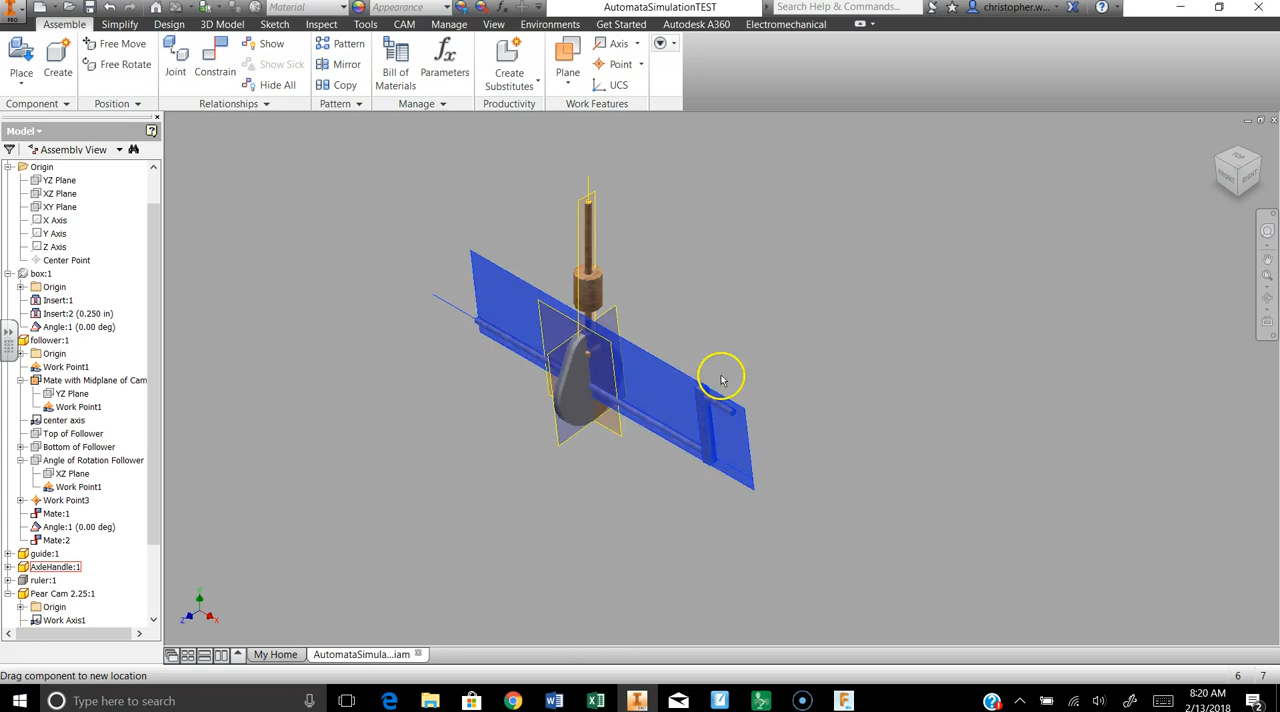 Material
Appearance
AutomataSimulationTEST
Search Help & Commands...
christopher.w...
PRO
Assemble Simplify Design 3D Model Sketch Inspect Tools CAM Manage View Environments Get Started Autodesk A360 Electromechanical
Place
Create
Free Move
Free Rotate
Joint
Constrain
Show
Show Sick
Hide All
Pattern
Mirror
Copy
Bill of
Materials
Parameters
Create
Substitutes
Plane
Axis
Point
UCS
Component
Position
Relationships
Pattern
Manage
Productivity
Work Features
Model
Assembly View
Origin
YZ Plane
XZ Plane
XY Plane
X Axis
Y Axis
Z Axis
Center Point
box:1
Origin
Insert:1
Insert:2 (0.250 in)
Angle:1 (0.00 deg)
follower:1
Origin
Work Point1
Mate with Midplane of Cam
YZ Plane
Work Point1
center axis
Top of Follower
Bottom of Follower
Angle of Rotation Follower
XZ Plane
Work Point1
Work Point3
Mate:1
Angle:1 (0.00 deg)
Mate:2
guide:1
AxleHandle:1
ruler:1
Pear Cam 2.25:1
Origin
Work Axis1
TOP
FRONT
RIGHT
Y
Z
X
My Home
AutomataSimula...iam
Drag component to new location
6 7
Type here to search
8:20 AM
2/13/2018
2